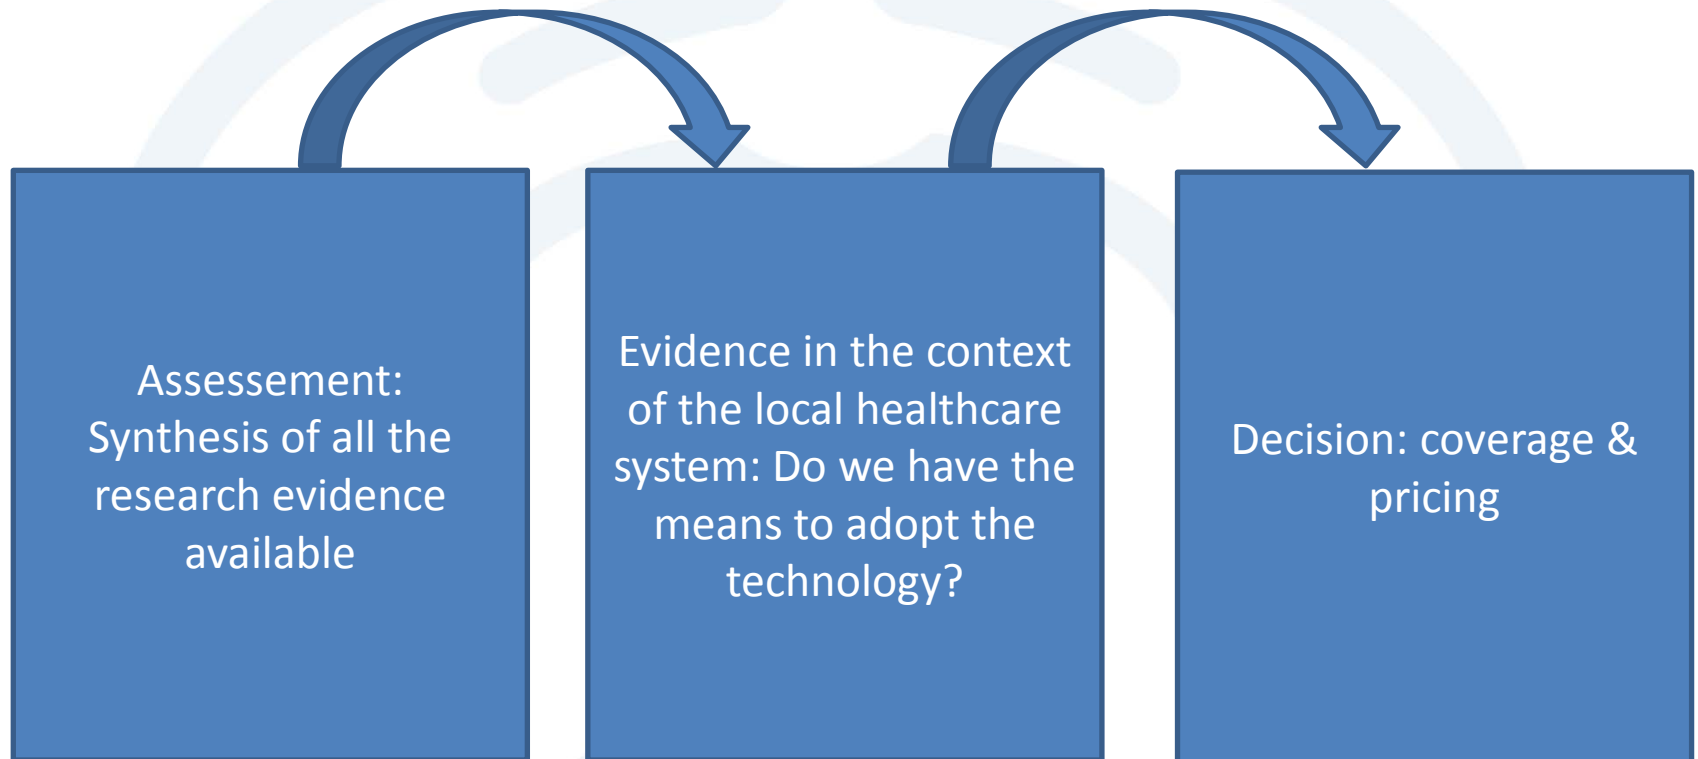 Assessement:
Synthesis of all the
research evidence
available
Evidence in the context
of the local healthcare
system: Do we have the
means to adopt the
technology?
Decision: coverage &
pricing